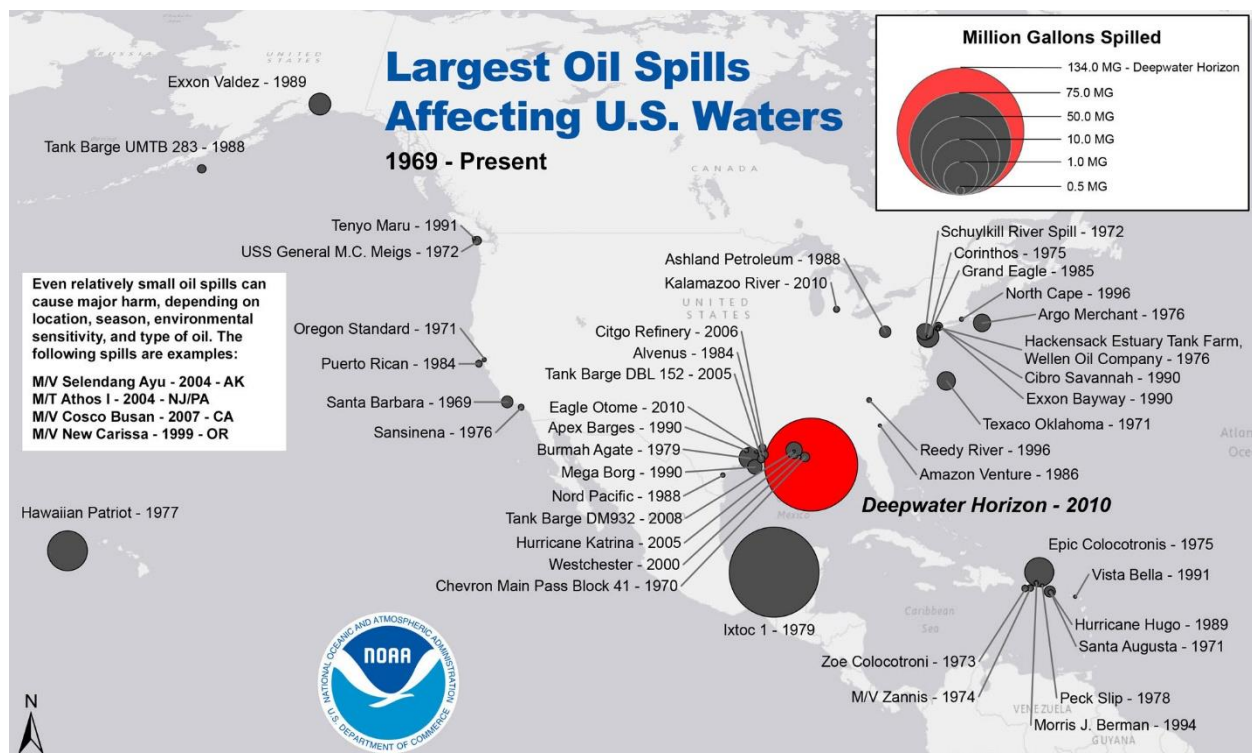 Largest Oil Spills
Affecting U.S. Waters
1969 - Present
Million Gallons Spilled
134.0 MG - Deepwater Horizon
75.0 MG
50.0 MG
10.0 MG
1.0 MG
0.5 MG
RUSSIA
UNITED
STATES
CANADA
Exxon Valdez - 1989
Tank Barge UMTB 283 - 1988
Tenyo Maru - 1991
USS General M.C. Meigs - 1972
Even relatively small oil spills can
cause major harm, depending on
location, season, environmental
sensitivity, and type of oil. The
following spills are examples:
M/V Selendang Ayu - 2004 - AK
M/T Athos I - 2004 - NJ/PA
M/V Cosco Busan - 2007 - CA
M/V New Carissa - 1999 - OR
Oregon Standard - 1971
Puerto Rican - 1984
Santa Barbara - 1969
Sansinena - 1976
Ashland Petroleum - 1988
Kalamazoo River - 2010
UNITED
STATES
Citgo Refinery - 2006
Alvenus - 1984
Tank Barge DBL 152 - 2005
Eagle Otome - 2010
Apex Barges - 1990
Burmah Agate - 1979
Mega Borg - 1990
Nord Pacific - 1988
Tank Barge DM932 - 2008
Hurricane Katrina - 2005
Westchester - 2000
Chevron Main Pass Block 41 - 1970
Schuylkill River Spill - 1972
Corinthos - 1975
Grand Eagle - 1985
North Cape - 1996
Argo Merchant - 1976
Hackensack Estuary Tank Farm,
Wellen Oil Company - 1976
Cibro Savannah - 1990
Exxon Bayway - 1990
Texaco Oklahoma - 1971
Reedy River - 1996
Amazon Venture - 1986
Deepwater Horizon - 2010
Mexico
Hawaiian Patriot - 1977
Ixtoc 1 - 1979
Epic Colocotronis - 1975
Vista Bella - 1991
Hurricane Hugo - 1989
Santa Augusta - 1971
Caribbean
Sea
Zoe Colocotroni - 1973
M/V Zannis - 1974
Peck Slip - 1978
Morris J. Berman - 1994
VENEZUELA
GUYANA
NATIONAL OCEANIC AND ATMOSPHERIC ADMINISTRATION
NOAA
U.S. DEPARTMENT OF COMMERCE
N